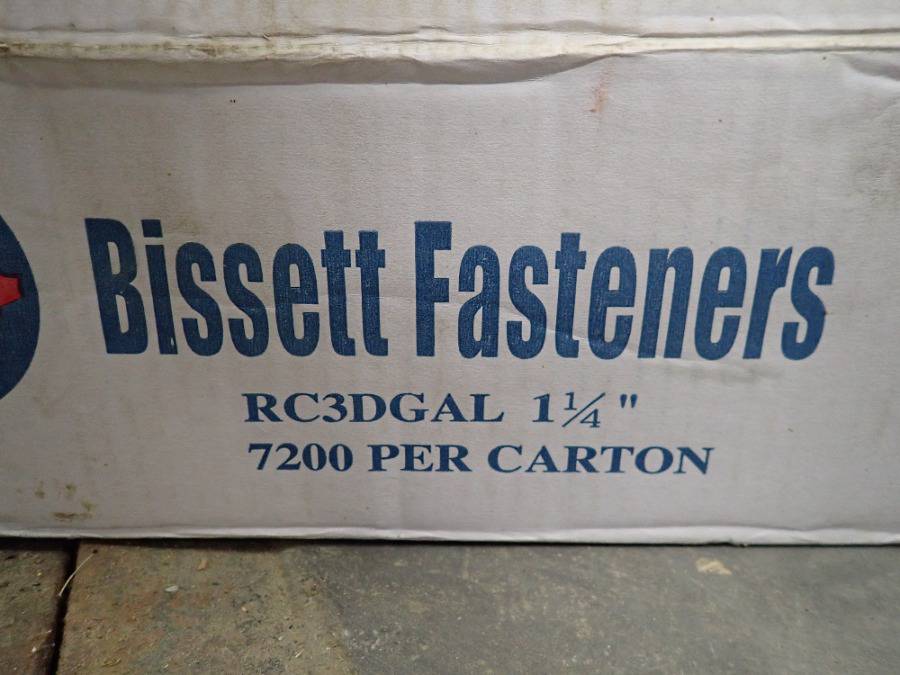 Bissett Fasteners
RC3DGAL 1¼"
7200 PER CARTON